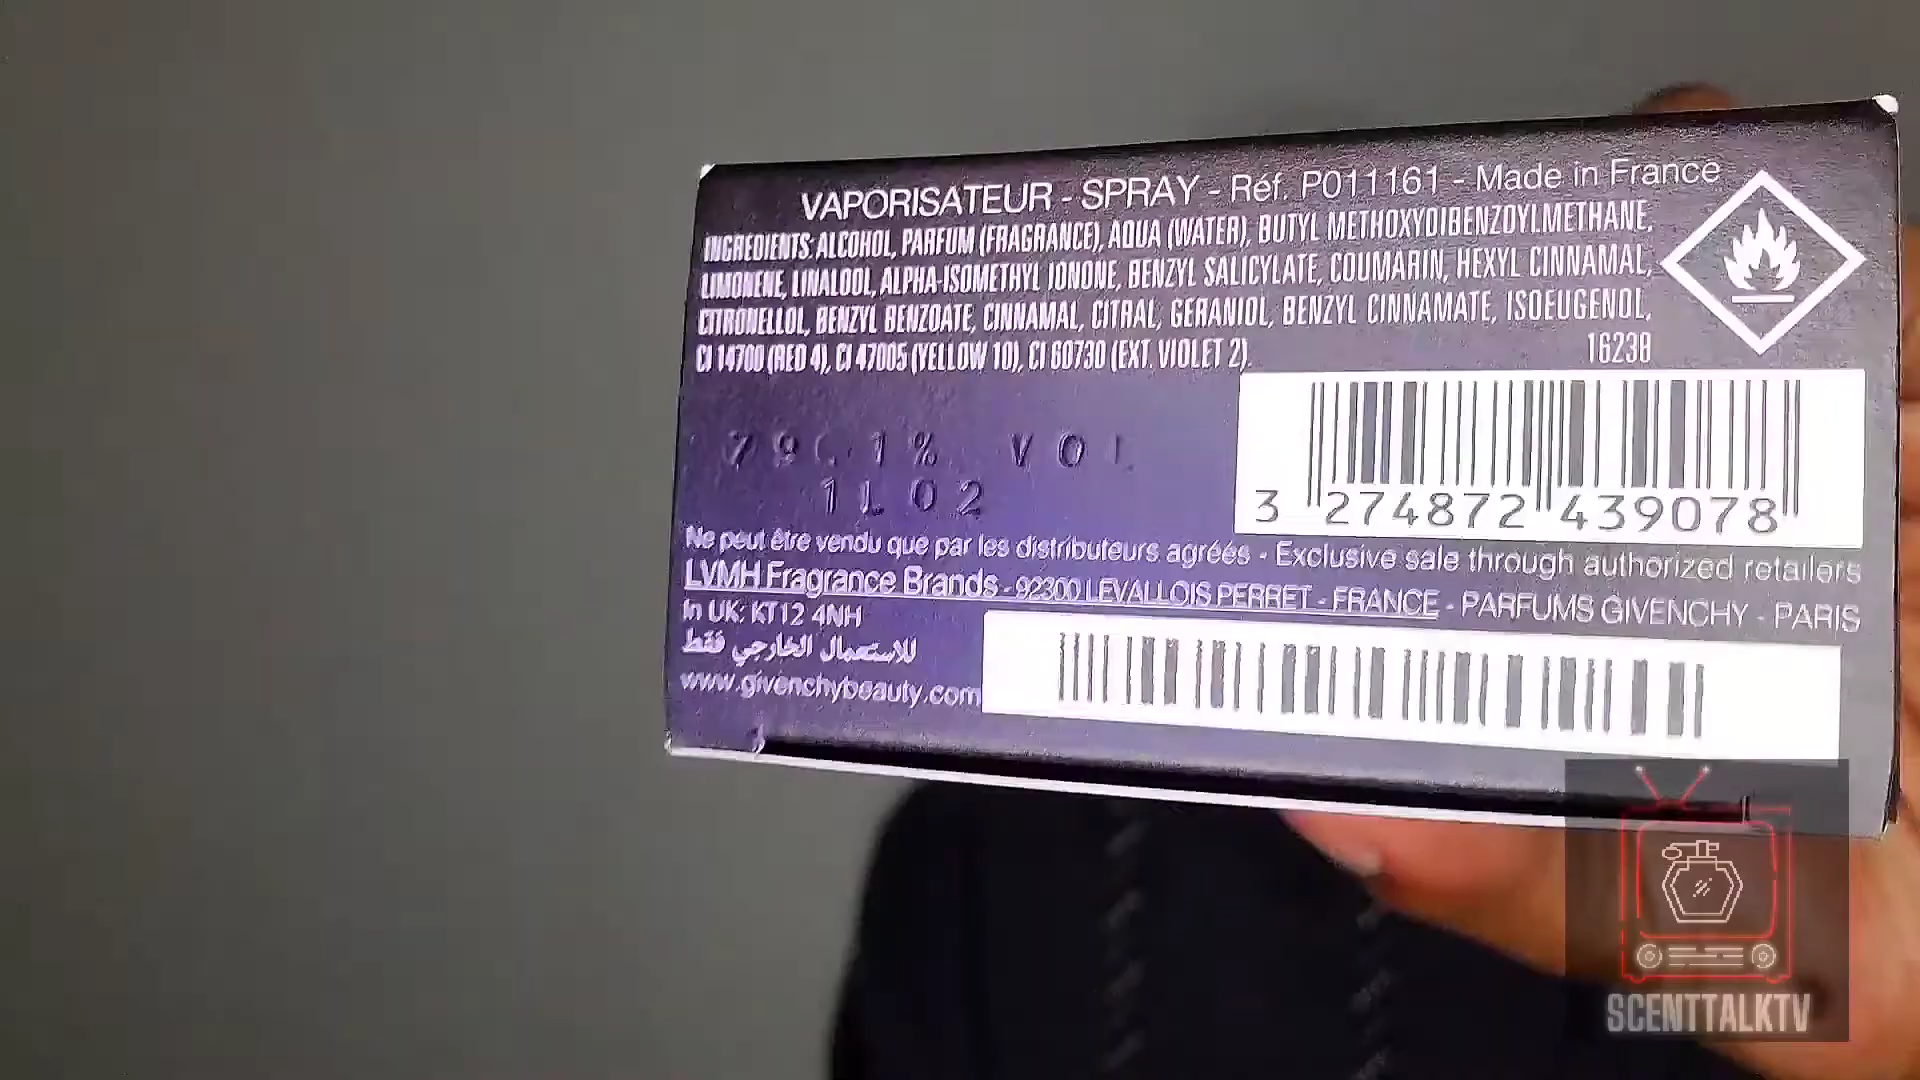 VAPORISATEUR - SPRAY - Réf. P011161 - Made in France
INGREDIENTS: ALCOHOL, PARFUM (FRAGRANCE), AQUA (WATER), BUTYL METHOXYDIBENZOYLMETHANE,
LIMONENE, LINALOOL, ALPHA-ISOMETHYL IONONE, BENZYL SALICYLATE, COUMARIN, HEXYL CINNAMAL,
CITRONELLOL, BENZYL BENZOATE, CINNAMAL, CITRAL, GERANIOL, BENZYL CINNAMATE, ISOEUGENOL,
CI 14700 (RED 4), CI 47005 (YELLOW 10), CI 60730 (EXT. VIOLET 2).
16238
79.1% VOL
1L02
3 274872 439078
Ne peut être vendu que par les distributeurs agréés - Exclusive sale through authorized retailers
LVMH Fragrance Brands - 92300 LEVALLOIS PERRET - FRANCE - PARFUMS GIVENCHY - PARIS
In UK: KT12 4NH
للاستعمال الخارجي فقط
www.givenchybeauty.com
SCENTTALKTV